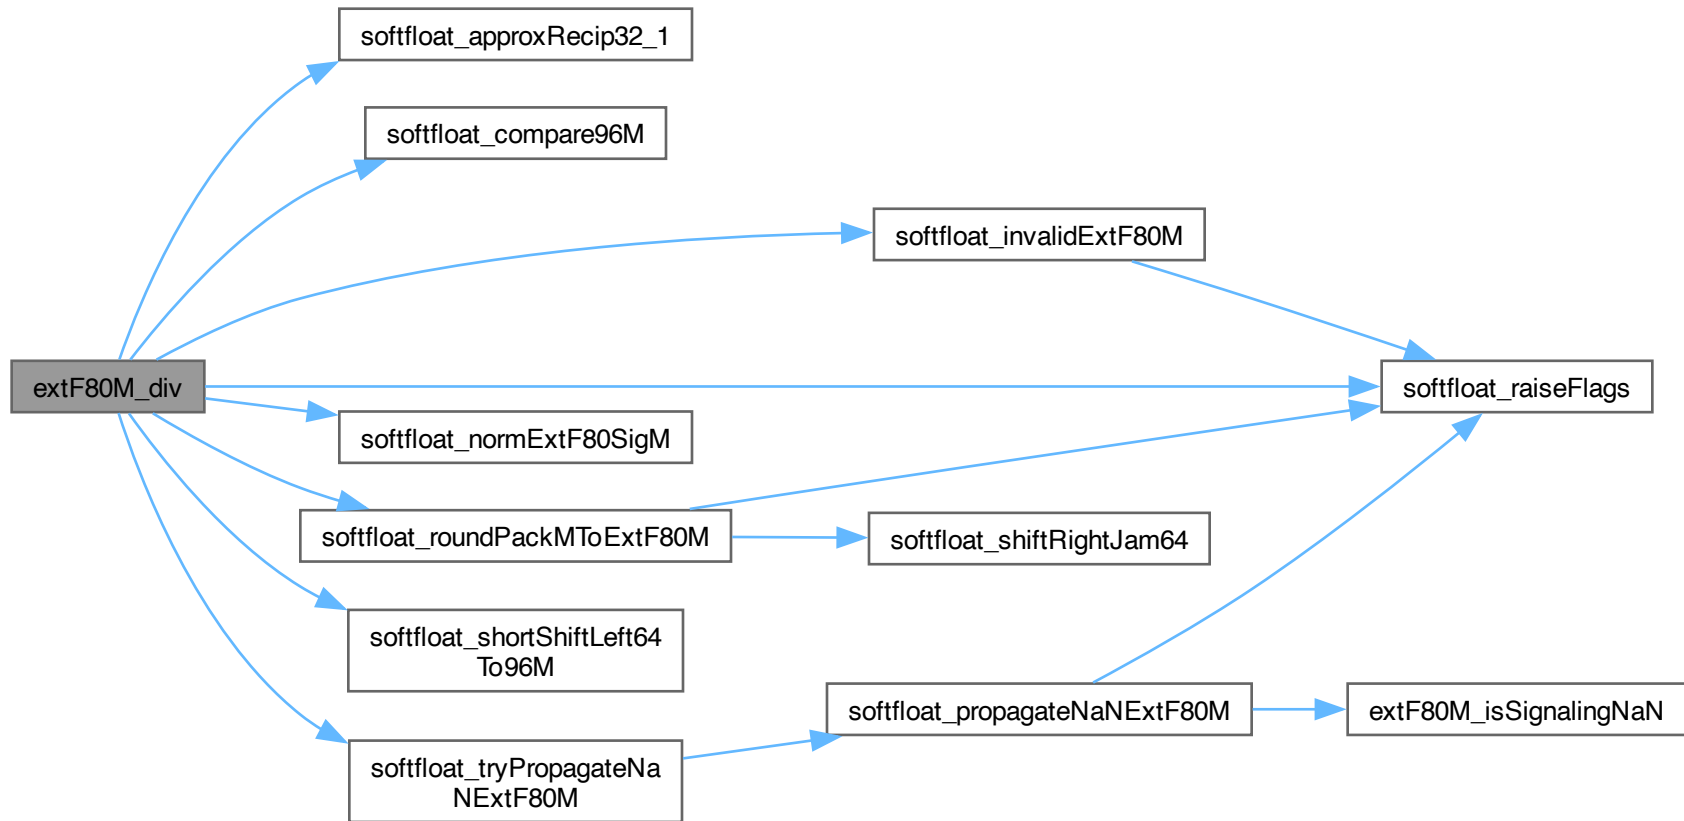 softfloat_approxRecip32_1
softfloat_compare96M
softfloat_invalidExtF80M
extF80M_div
softfloat_raiseFlags
softfloat_normExtF80SigM
softfloat_roundPackMToExtF80M
softfloat_shiftRightJam64
softfloat_shortShiftLeft64
To96M
softfloat_propagateNaNExtF80M
extF80M_isSignalingNaN
softfloat_tryPropagateNa
NExtF80M